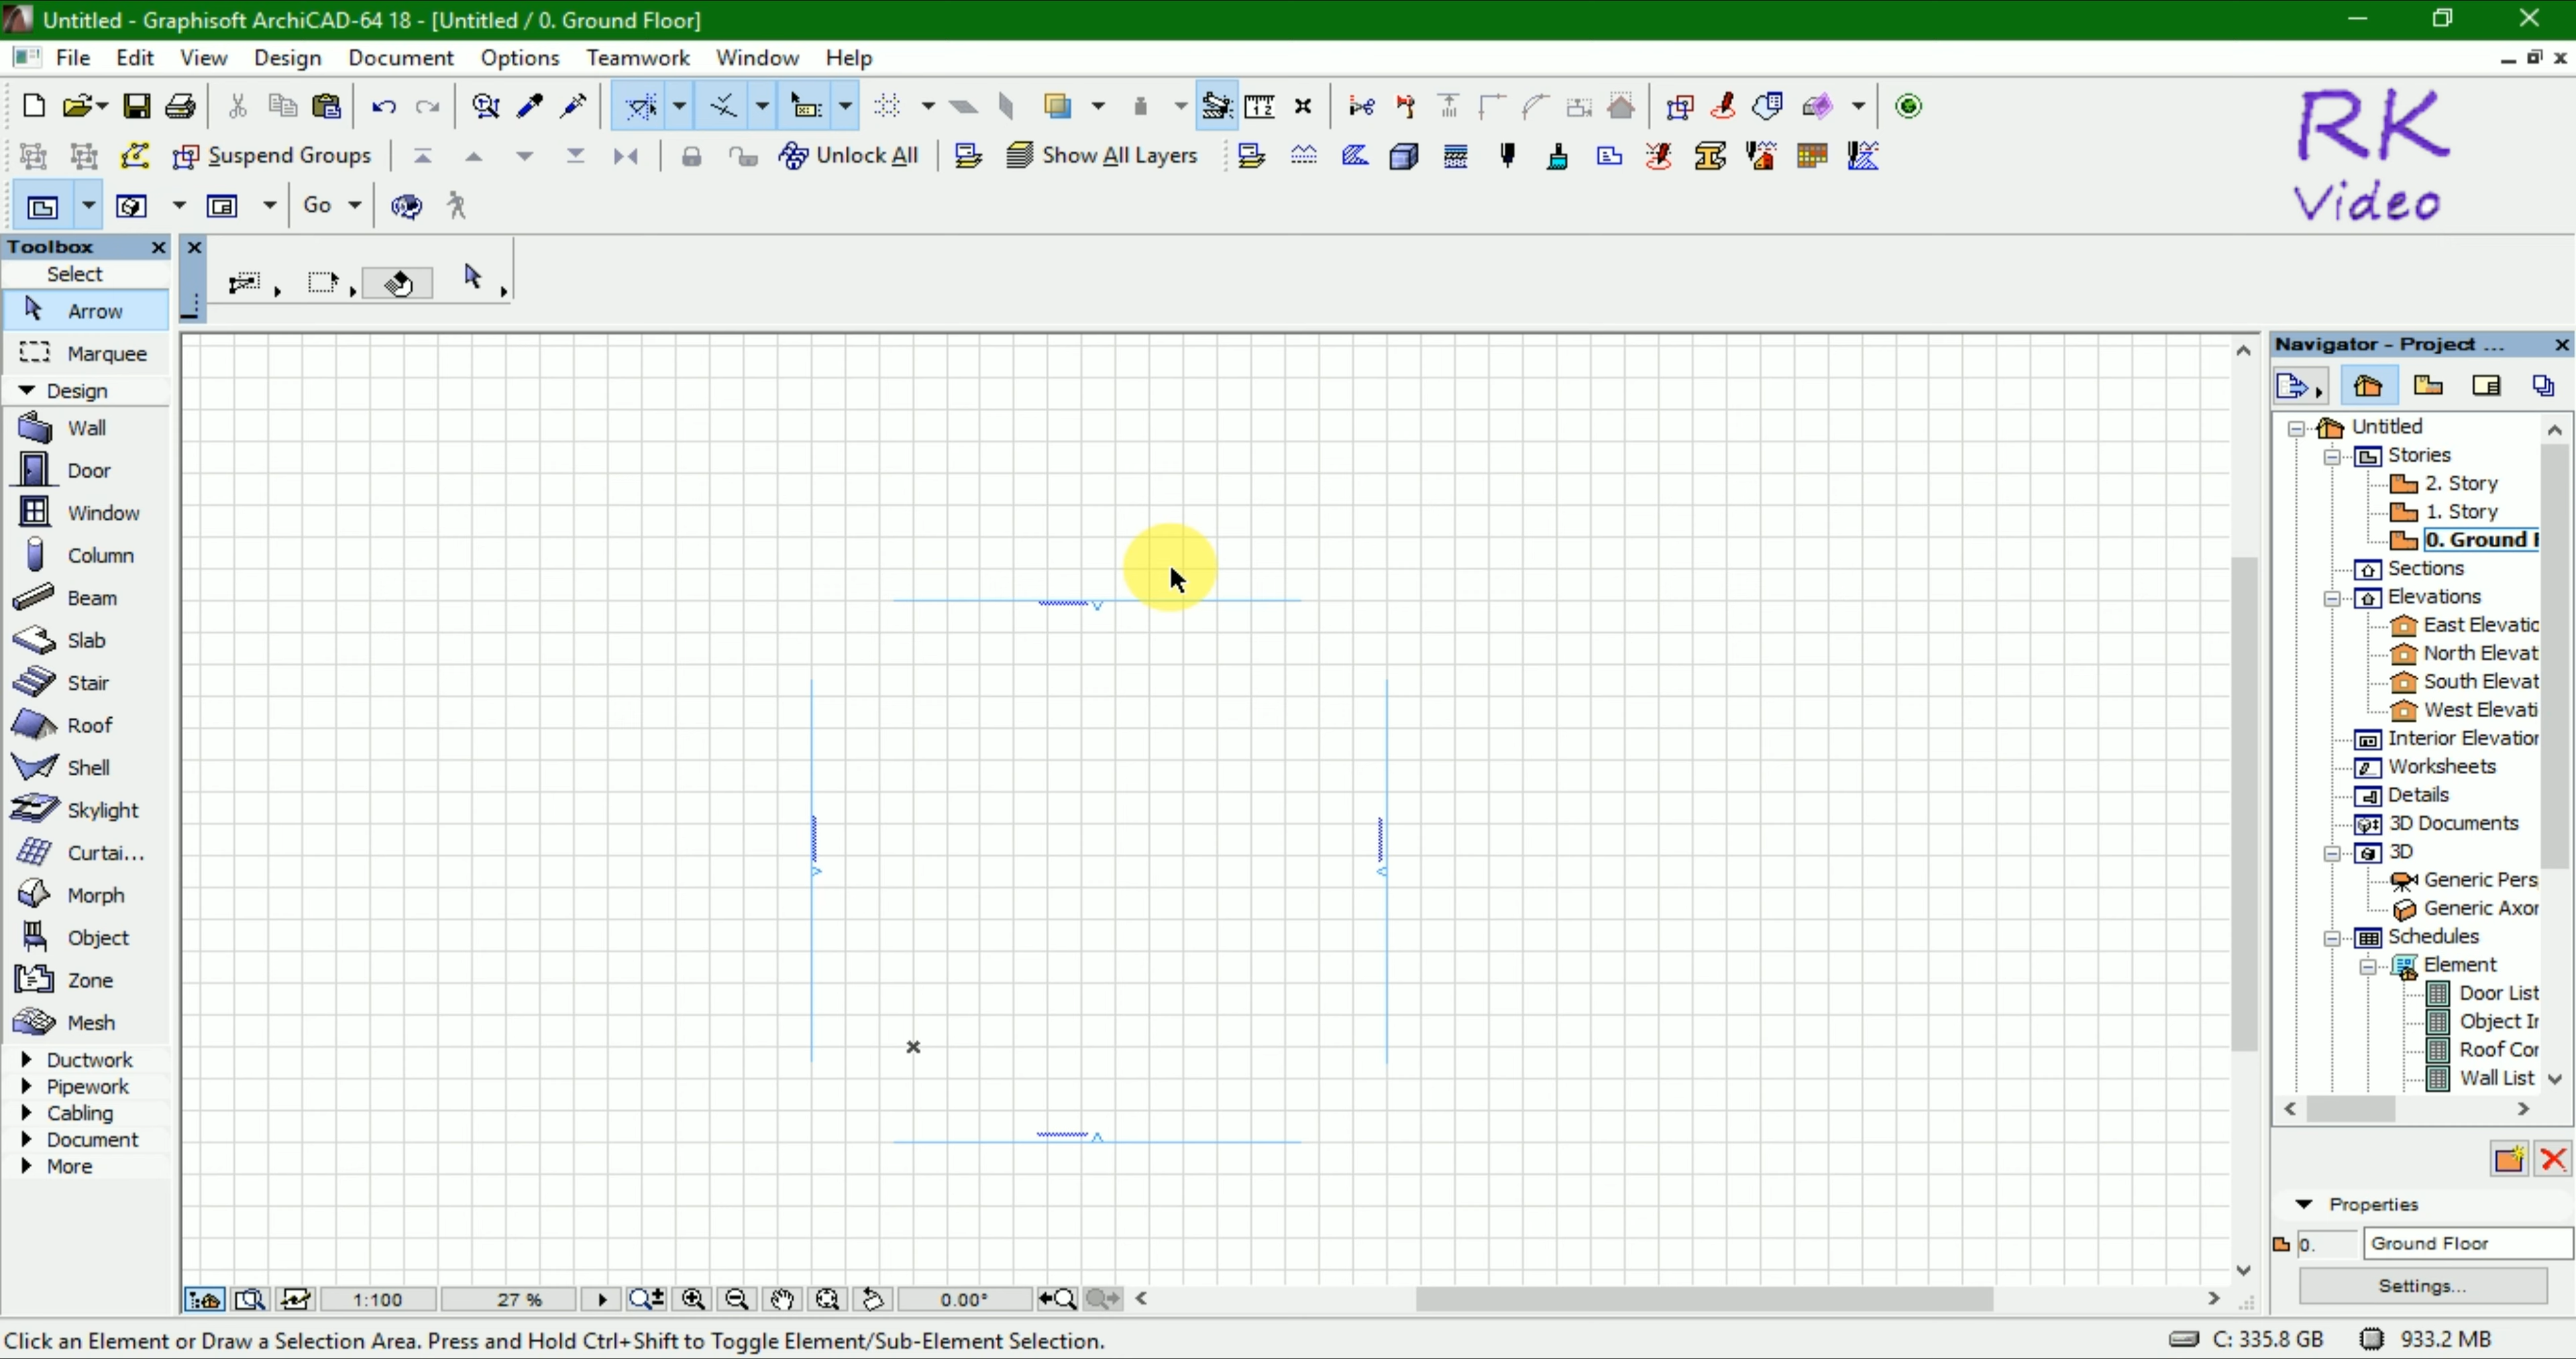 Untitled - Graphisoft ArchiCAD-64 18 - [Untitled / 0. Ground Floor]
File Edit View Design Document Options Teamwork Window Help
RK
Video
Suspend Groups
Unlock All
Show All Layers
Go
Toolbox
Select
Arrow
Marquee
Design
Wall
Door
Window
Column
Beam
Slab
Stair
Roof
Shell
Skylight
Curtai...
Morph
Object
Zone
Mesh
Ductwork
Pipework
Cabling
Document
More
Navigator - Project ...
Untitled
Stories
2. Story
1. Story
0. Ground F
Sections
Elevations
East Elevatio
North Elevat
South Elevat
West Elevati
Interior Elevation
Worksheets
Details
3D Documents
3D
Generic Pers
Generic Axor
Schedules
Element
Door List
Object Ir
Roof Cor
Wall List
Properties
0. Ground Floor
Settings...
1:100 27 % 0.00°
Click an Element or Draw a Selection Area. Press and Hold Ctrl+Shift to Toggle Element/Sub-Element Selection.
C: 335.8 GB 933.2 MB